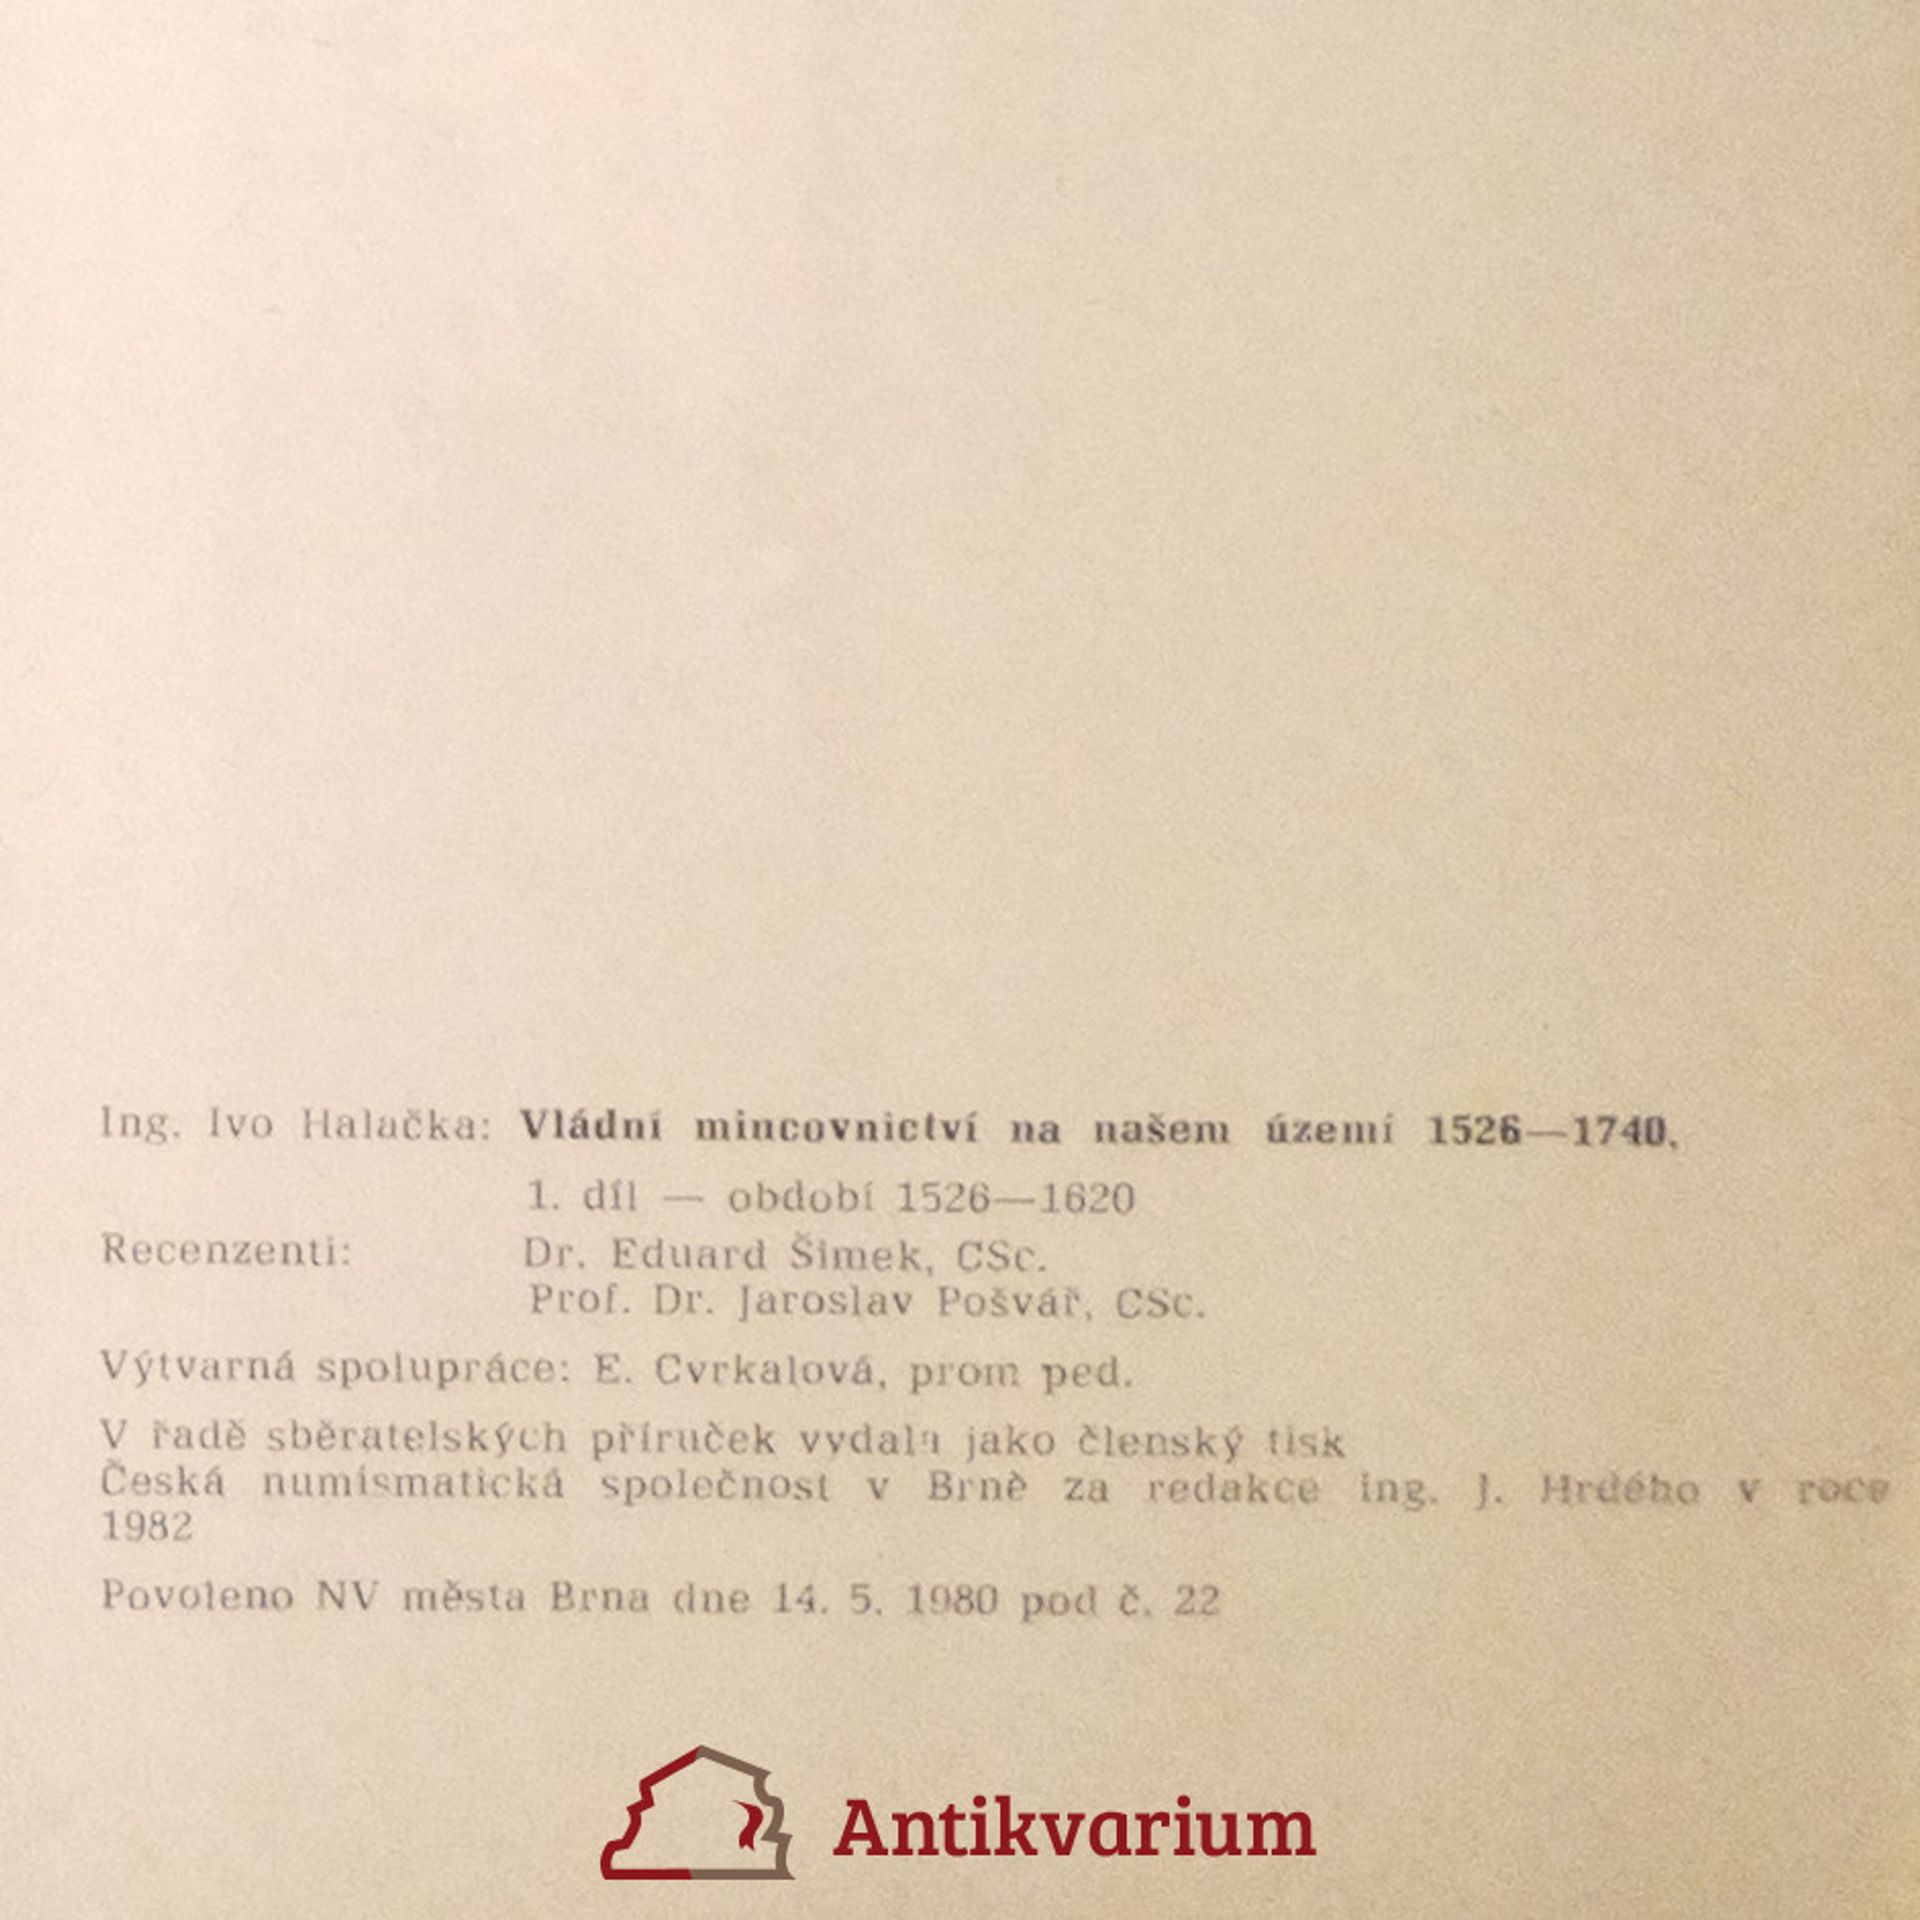 Ing. Ivo Halačka: Vládní mincovnictví na našem území 1526—1740,
1. díl — období 1526—1620
Recenzenti: Dr. Eduard Šimek, CSc.
Prof. Dr. Jaroslav Pošvář, CSc.
Výtvarná spolupráce: E. Cvrkalová, prom ped.
V řadě sběratelských příruček vydala jako členský tisk
Česká numismatická společnost v Brně za redakce ing. J. Hrdého v roce
1982
Povoleno NV města Brna dne 14. 5. 1980 pod č. 22
Antikvarium